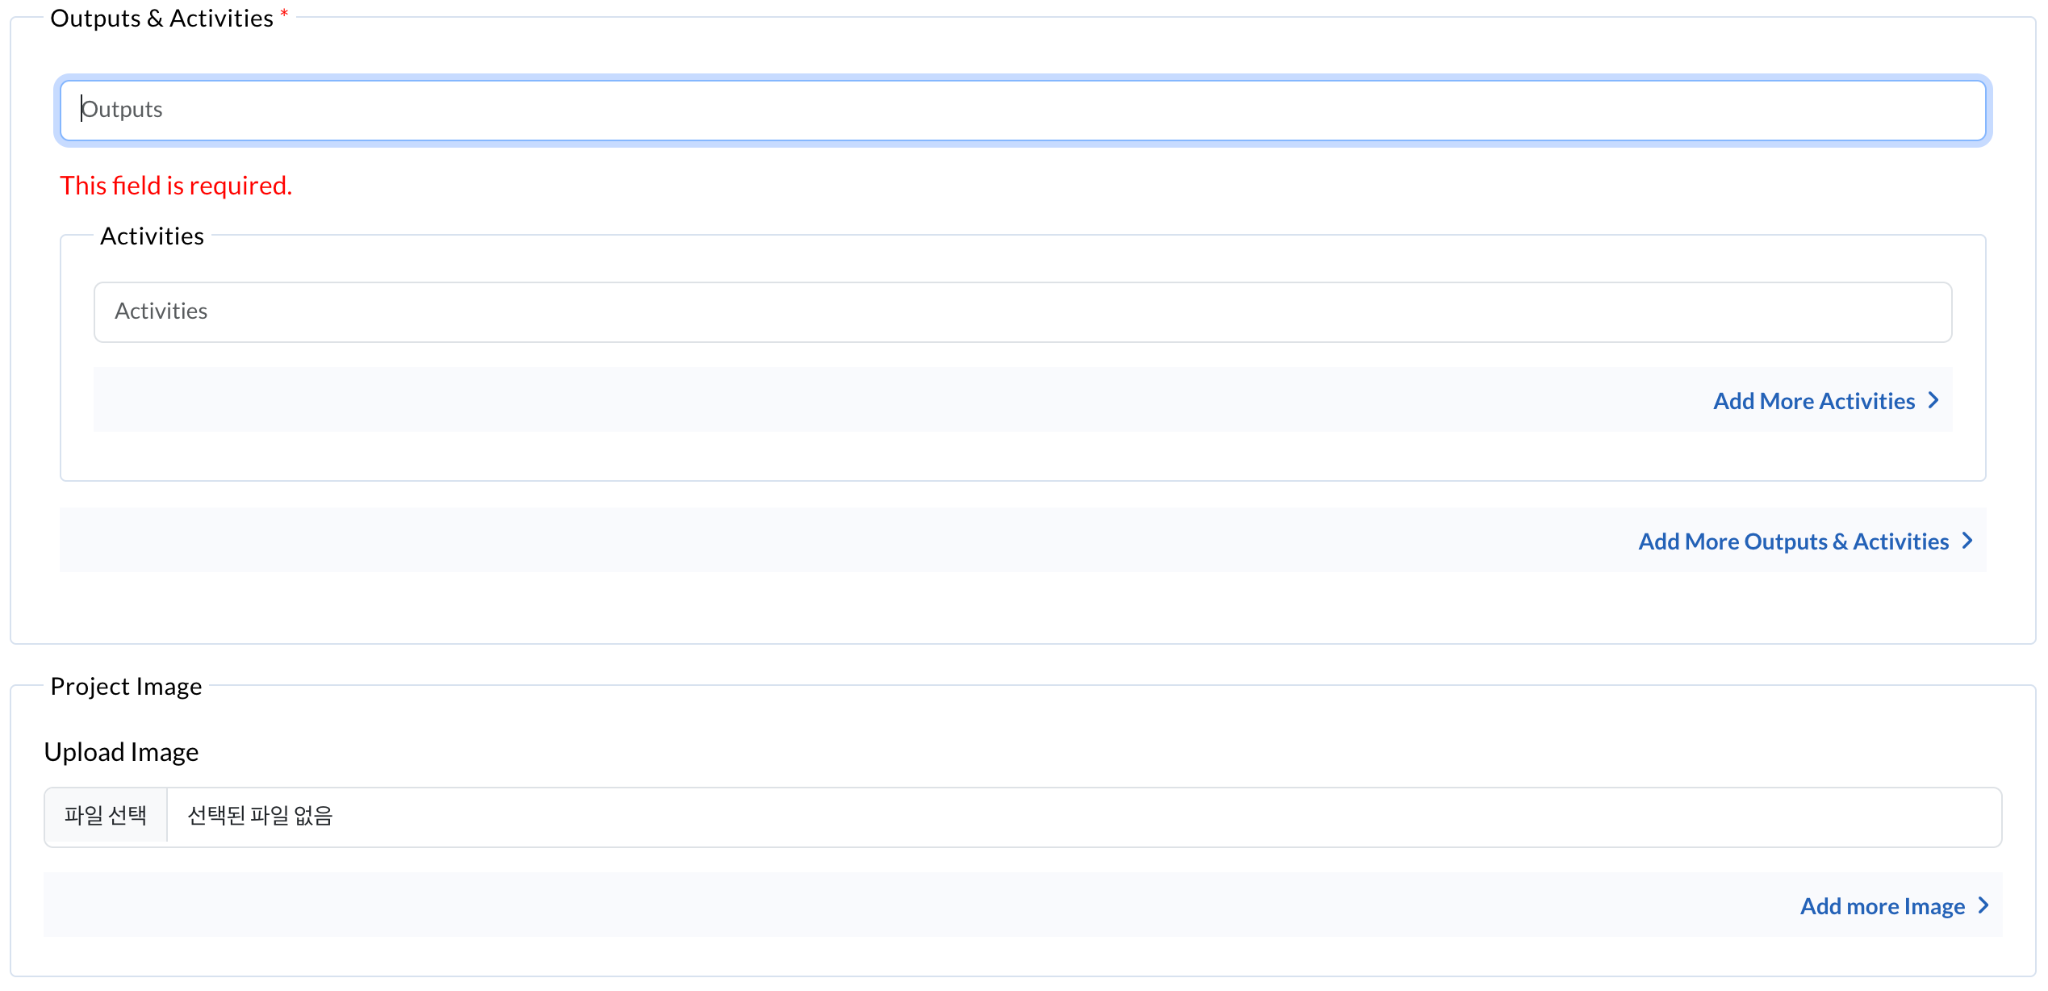 Outputs & Activities *
Outputs
This field is required.
Activities
Activities
Add More Activities
Add More Outputs & Activities
Project Image
Upload Image
파일 선택 선택된 파일 없음
Add more Image